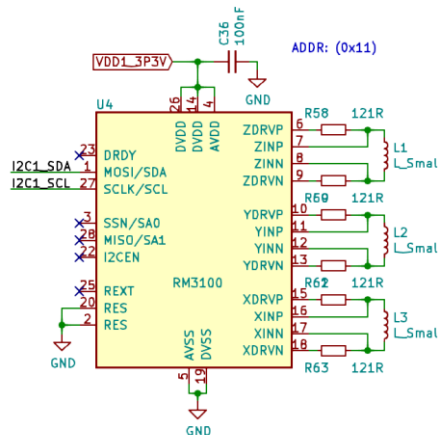 C36
100nF
VDD1_3P3V
ADDR: (0x11)
GND
U4
26
14
4
DVDD
DVDD
AVDD
23
DRDY
I2C1_SDA
1
MOSI/SDA
I2C1_SCL
27
SCLK/SCL
3
SSN/SA0
28
MISO/SA1
22
I2CEN
25
REXT
20
RES
2
RES
GND
RM3100
ZDRVP
6
R58
121R
ZINP
7
ZINN
8
ZDRVN
9
L1
L_Smal
YDRVP
10
121R
YINP
11
YINN
12
YDRVN
13
L2
L_Smal
XDRVP
15
121R
XINP
16
XINN
17
XDRVN
18
L3
L_Smal
R63
121R
AVSS
DVSS
5
19
GND